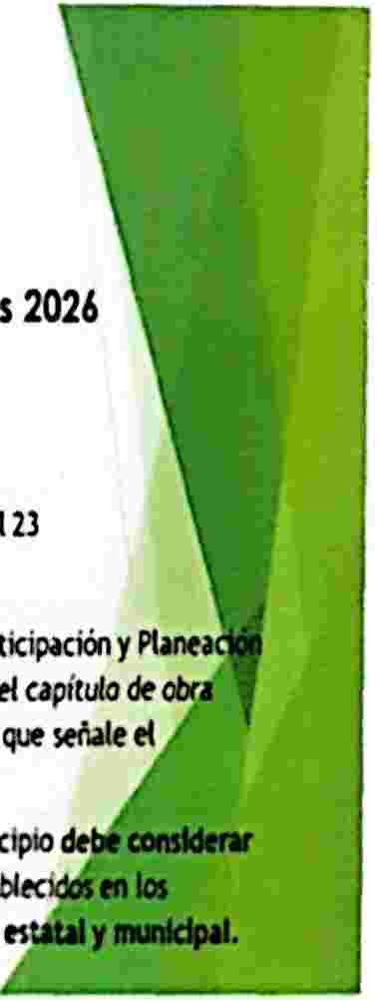 s 2026
l 23
ticipación y Planeación
el capítulo de obra
que señale el
cipio debe considerar
blecidos en los
estatal y municipal.